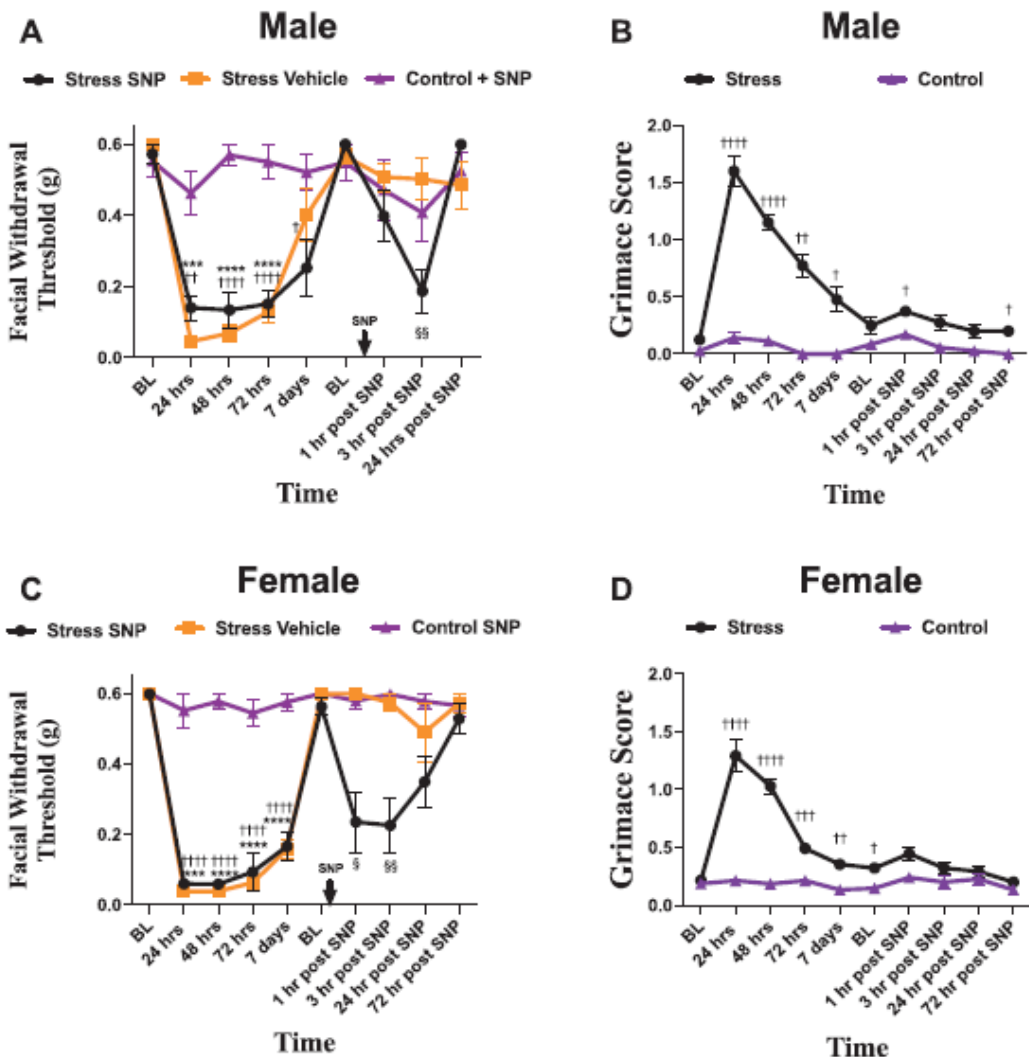 A
Male
Stress SNP
Stress Vehicle
Control + SNP
Facial Withdrawal
Threshold (g)
0.6
0.4
0.2
0.0
***
††
****
††††
****
††††
†
SNP
§§
BL
24 hrs
48 hrs
72 hrs
7 days
BL
1 hr post SNP
3 hr post SNP
24 hrs post SNP
Time
B
Male
Stress
Control
Grimace Score
2.0
1.5
1.0
0.5
0.0
††††
††††
††
†
†
†
BL
24 hrs
48 hrs
72 hrs
7 days
BL
1 hr post SNP
3 hr post SNP
24 hr post SNP
72 hr post SNP
Time
C
Female
Stress SNP
Stress Vehicle
Control SNP
Facial Withdrawal
Threshold (g)
0.6
0.4
0.2
0.0
††††
****
††††
****
††††
****
††††
****
SNP
§
§§
BL
24 hrs
48 hrs
72 hrs
7 days
BL
1 hr post SNP
3 hr post SNP
24 hr post SNP
72 hr post SNP
Time
D
Female
Stress
Control
Grimace Score
2.0
1.5
1.0
0.5
0.0
††††
††††
†††
††
†
BL
24 hrs
48 hrs
72 hrs
7 days
BL
1 hr post SNP
3 hr post SNP
24 hr post SNP
72 hr post SNP
Time